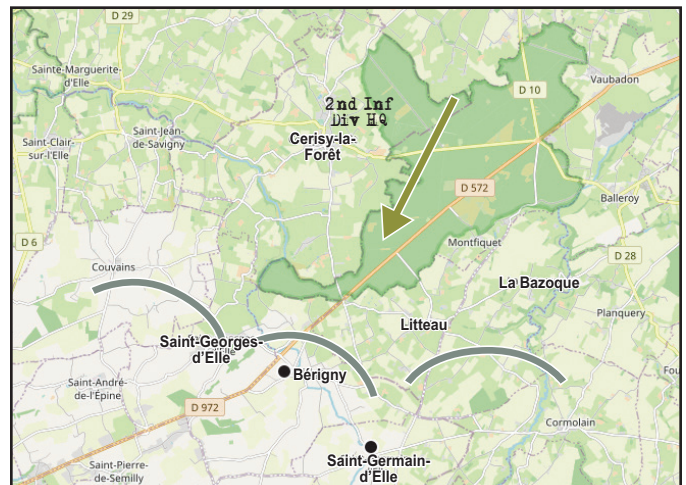 D 29
Sainte-Marguerite-
d'Elle
2nd Inf
Div HQ
D 10
Vaubadon
Saint-Clair-
sur-l'Elle
Saint-Jean-
de-Savigny
Cerisy-la-
Forêt
D 572
Balleroy
D 6
Montfiquet
D 28
Couvains
La Bazoque
Planquery
Litteau
Saint-Georges-
d'Elle
Bérigny
Saint-André-
de-l'Épine
D 972
Cormolain
Saint-Germain-
d'Elle
Saint-Pierre-
de-Semilly